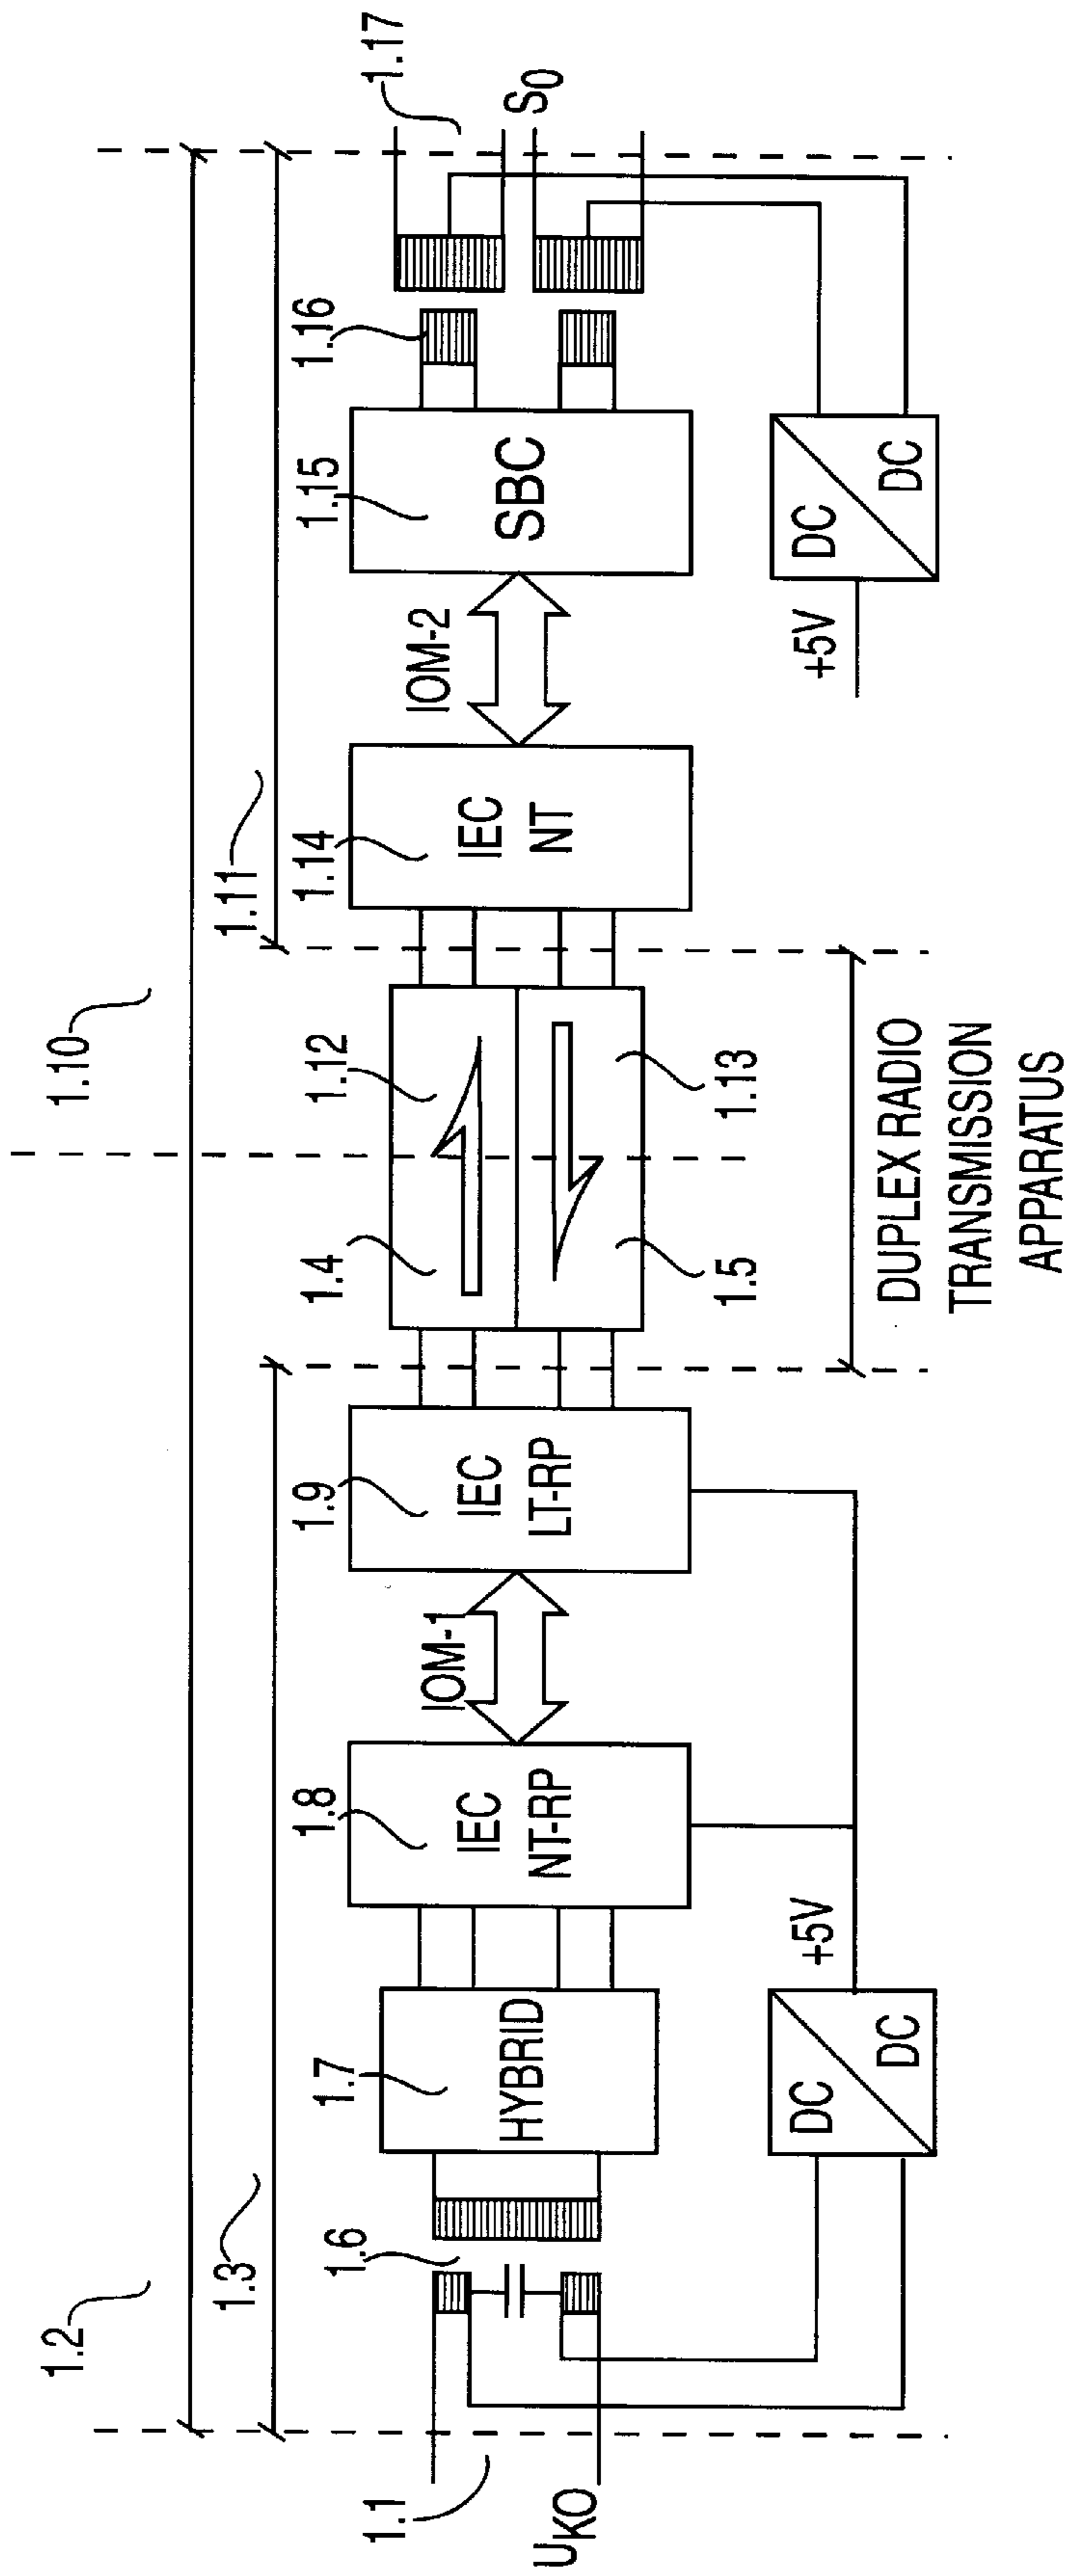 1.2
1.10
1.3
1.11
1.1
U_KO
1.6
1.7
HYBRID
1.8
IEC
NT-RP
IOM-1
1.9
IEC
LT-RP
1.4
1.12
1.5
1.13
1.14
IEC
NT
IOM-2
1.15
SBC
1.16
1.17
S_O
DC
DC
+5V
DUPLEX RADIO
TRANSMISSION
APPARATUS
+5V
DC
DC